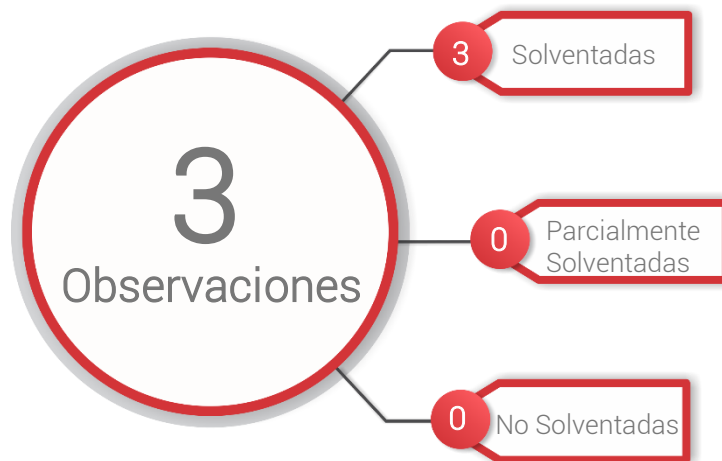 3
Observaciones
3
Solventadas
0
Parcialmente
Solventadas
0
No Solventadas